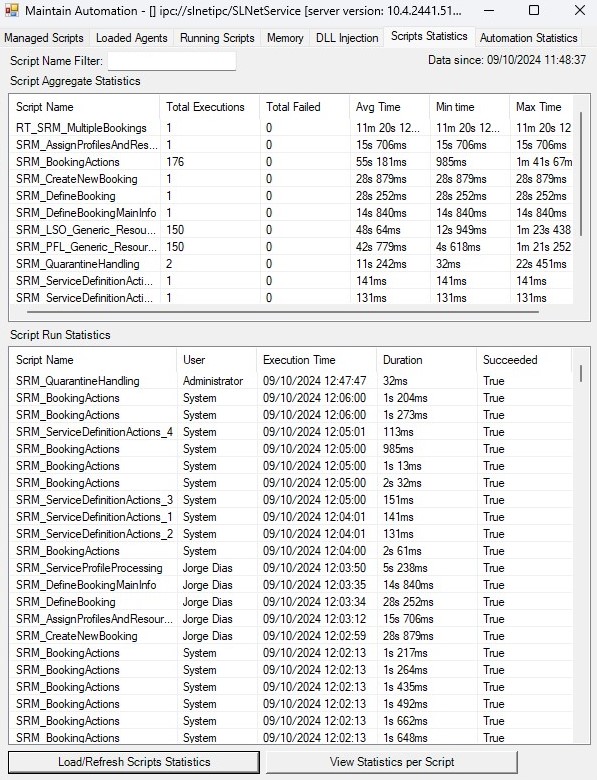 Maintain Automation - [] ipc://slnetipc/SLNetService [server version: 10.4.2441.51...
Managed Scripts Loaded Agents Running Scripts Memory DLL Injection Scripts Statistics Automation Statistics
Script Name Filter: Data since: 09/10/2024 11:48:37
Script Aggregate Statistics
Script Name Total Executions Total Failed Avg Time Min time Max Time
RT_SRM_MultipleBookings 1 0 11m 20s 12... 11m 20s 12... 11m 20s 12
SRM_AssignProfilesAndRes... 1 0 15s 706ms 15s 706ms 15s 706ms
SRM_BookingActions 176 0 55s 181ms 985ms 1m 41s 67m
SRM_CreateNewBooking 1 0 28s 879ms 28s 879ms 28s 879ms
SRM_DefineBooking 1 0 28s 252ms 28s 252ms 28s 252ms
SRM_DefineBookingMainInfo 1 0 14s 840ms 14s 840ms 14s 840ms
SRM_LSO_Generic_Resou... 150 0 48s 64ms 12s 949ms 1m 23s 438
SRM_PFL_Generic_Resour... 150 0 42s 779ms 4s 618ms 1m 21s 252
SRM_QuarantineHandling 2 0 11s 242ms 32ms 22s 451ms
SRM_ServiceDefinitionActi... 1 0 141ms 141ms 141ms
SRM_ServiceDefinitionActi... 1 0 131ms 131ms 131ms
Script Run Statistics
Script Name User Execution Time Duration Succeeded
SRM_QuarantineHandling Administrator 09/10/2024 12:47:47 32ms True
SRM_BookingActions System 09/10/2024 12:06:00 1s 204ms True
SRM_BookingActions System 09/10/2024 12:06:00 1s 273ms True
SRM_ServiceDefinitionActions_4 System 09/10/2024 12:05:01 113ms True
SRM_BookingActions System 09/10/2024 12:05:00 985ms True
SRM_BookingActions System 09/10/2024 12:05:00 1s 13ms True
SRM_BookingActions System 09/10/2024 12:05:00 2s 32ms True
SRM_ServiceDefinitionActions_3 System 09/10/2024 12:05:00 151ms True
SRM_ServiceDefinitionActions_1 System 09/10/2024 12:04:01 141ms True
SRM_ServiceDefinitionActions_2 System 09/10/2024 12:04:01 131ms True
SRM_BookingActions System 09/10/2024 12:04:00 2s 61ms True
SRM_ServiceProfileProcessing Jorge Dias 09/10/2024 12:03:50 5s 238ms True
SRM_DefineBookingMainInfo Jorge Dias 09/10/2024 12:03:35 14s 840ms True
SRM_DefineBooking Jorge Dias 09/10/2024 12:03:34 28s 252ms True
SRM_AssignProfilesAndResour... Jorge Dias 09/10/2024 12:03:12 15s 706ms True
SRM_CreateNewBooking Jorge Dias 09/10/2024 12:02:59 28s 879ms True
SRM_BookingActions System 09/10/2024 12:02:13 1s 217ms True
SRM_BookingActions System 09/10/2024 12:02:13 1s 264ms True
SRM_BookingActions System 09/10/2024 12:02:13 1s 435ms True
SRM_BookingActions System 09/10/2024 12:02:13 1s 492ms True
SRM_BookingActions System 09/10/2024 12:02:13 1s 662ms True
SRM_BookingActions System 09/10/2024 12:02:13 1s 648ms True
Load/Refresh Scripts Statistics View Statistics per Script